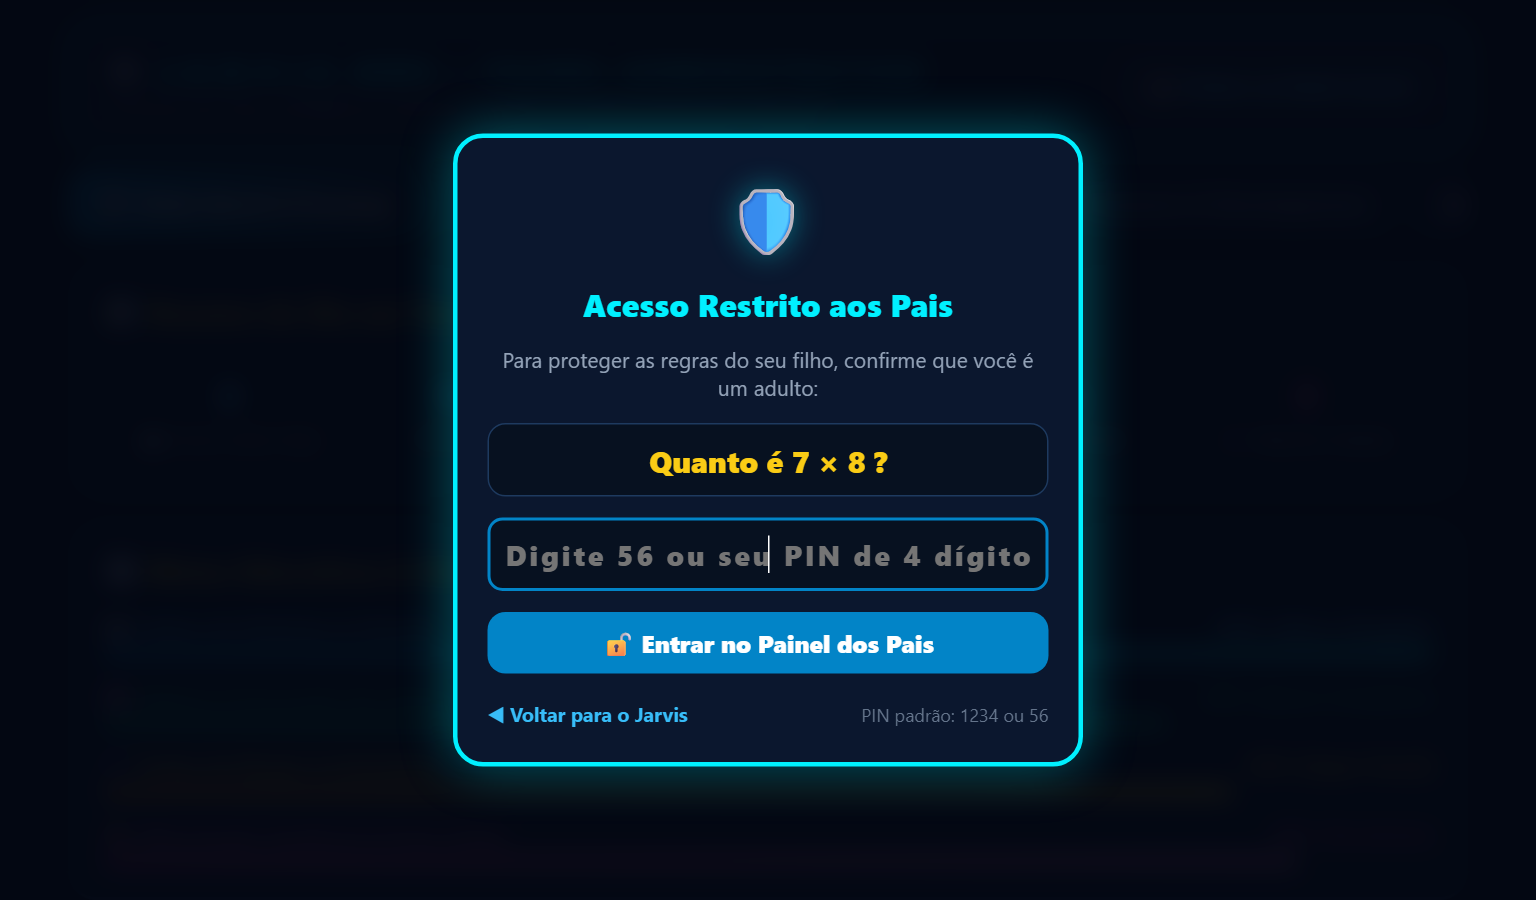 Acesso Restrito aos Pais
Para proteger as regras do seu filho, confirme que você é
um adulto:
Quanto é 7 × 8 ?
Digite 56 ou seu PIN de 4 dígito
Entrar no Painel dos Pais
◀ Voltar para o Jarvis
PIN padrão: 1234 ou 56